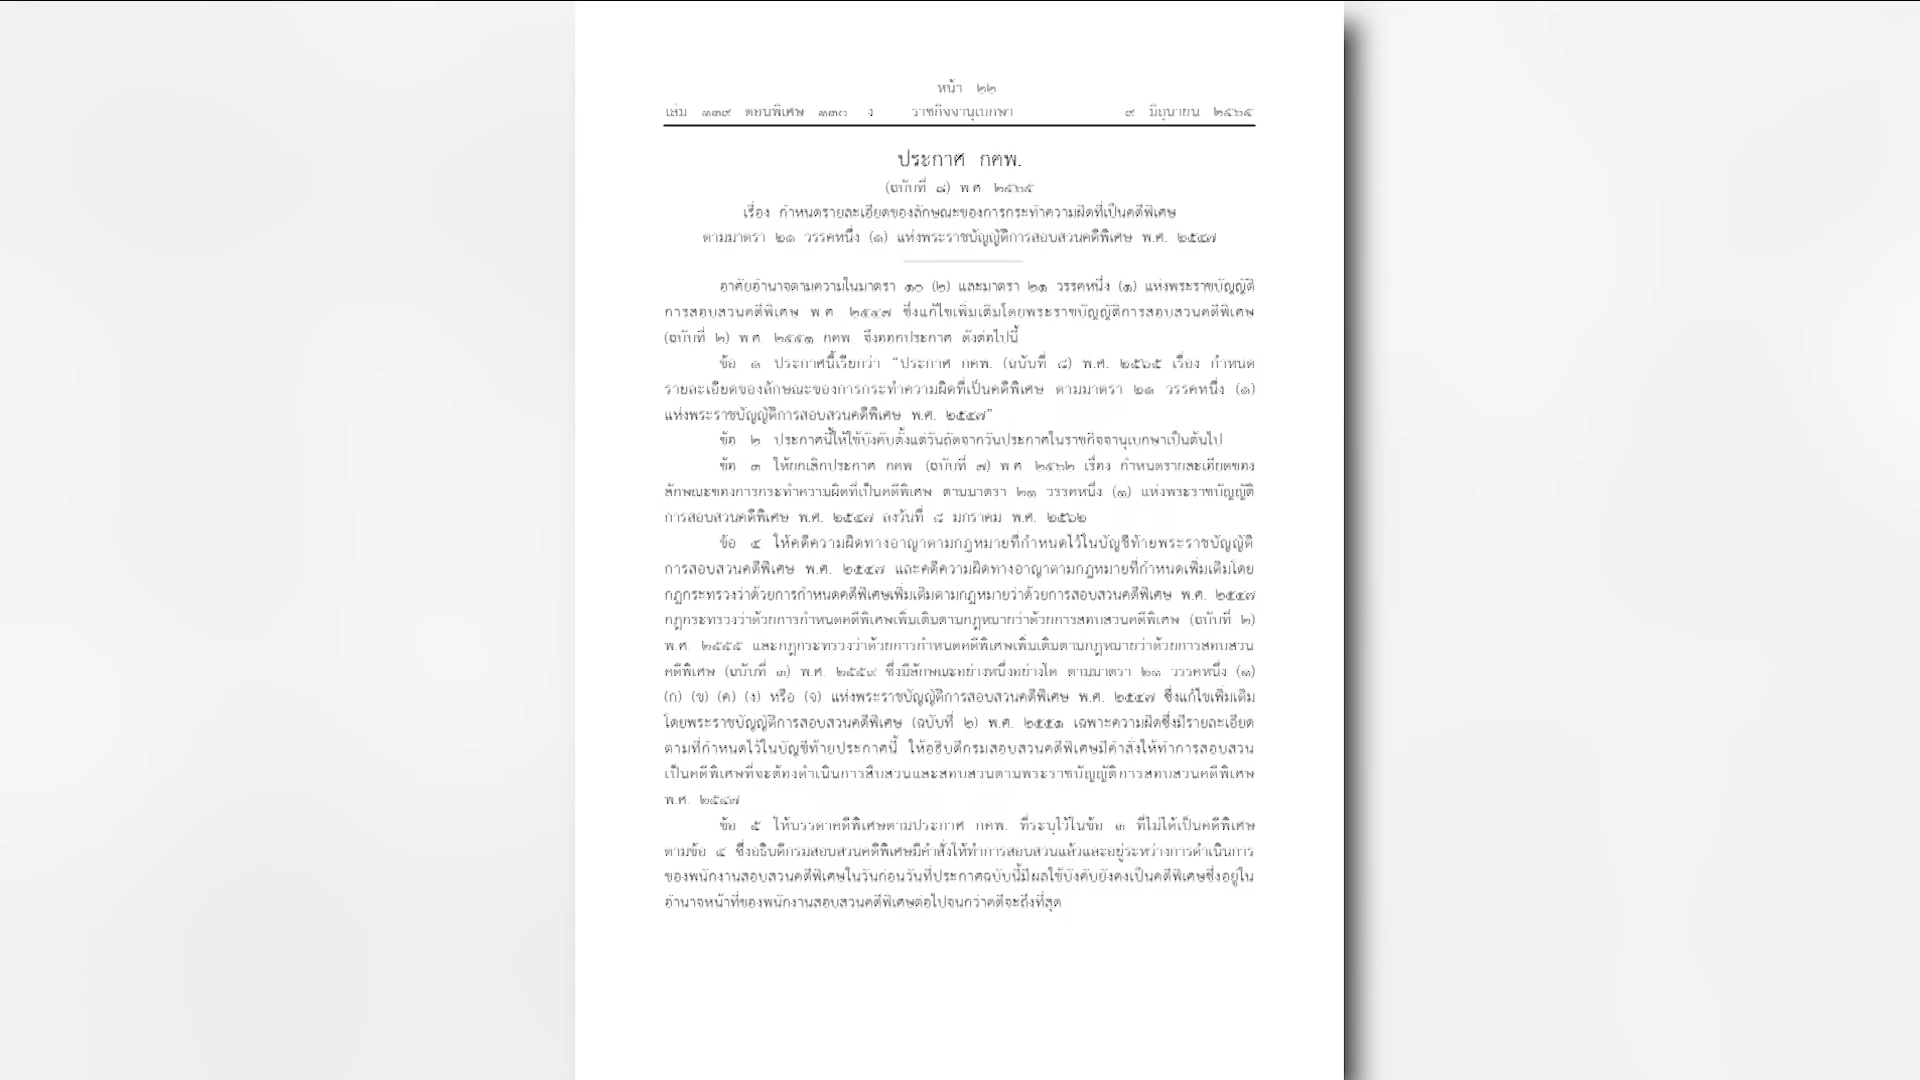 หน้า ๒๒
เล่ม ๑๓๙ ตอนพิเศษ ๑๓๐ ง ราชกิจจานุเบกษา ๙ มิถุนายน ๒๕๖๕
ประกาศ กคพ.
(ฉบับที่ ๘) พ.ศ. ๒๕๖๕
เรื่อง กำหนดรายละเอียดของลักษณะของการกระทำความผิดที่เป็นคดีพิเศษ
ตามมาตรา ๒๑ วรรคหนึ่ง (๑) แห่งพระราชบัญญัติการสอบสวนคดีพิเศษ พ.ศ. ๒๕๔๗
อาศัยอำนาจตามความในมาตรา ๑๐ (๒) และมาตรา ๒๑ วรรคหนึ่ง (๑) แห่งพระราชบัญญัติ
การสอบสวนคดีพิเศษ พ.ศ. ๒๕๔๗ ซึ่งแก้ไขเพิ่มเติมโดยพระราชบัญญัติการสอบสวนคดีพิเศษ
(ฉบับที่ ๒) พ.ศ. ๒๕๕๑ กคพ. จึงออกประกาศ ดังต่อไปนี้
ข้อ ๑ ประกาศนี้เรียกว่า “ประกาศ กคพ. (ฉบับที่ ๘) พ.ศ. ๒๕๖๕ เรื่อง กำหนด
รายละเอียดของลักษณะของการกระทำความผิดที่เป็นคดีพิเศษ ตามมาตรา ๒๑ วรรคหนึ่ง (๑)
แห่งพระราชบัญญัติการสอบสวนคดีพิเศษ พ.ศ. ๒๕๔๗”
ข้อ ๒ ประกาศนี้ให้ใช้บังคับตั้งแต่วันถัดจากวันประกาศในราชกิจจานุเบกษาเป็นต้นไป
ข้อ ๓ ให้ยกเลิกประกาศ กคพ. (ฉบับที่ ๗) พ.ศ. ๒๕๖๒ เรื่อง กำหนดรายละเอียดของ
ลักษณะของการกระทำความผิดที่เป็นคดีพิเศษ ตามมาตรา ๒๑ วรรคหนึ่ง (๑) แห่งพระราชบัญญัติ
การสอบสวนคดีพิเศษ พ.ศ. ๒๕๔๗ ลงวันที่ ๘ มกราคม พ.ศ. ๒๕๖๒
ข้อ ๔ ให้คดีความผิดทางอาญาตามกฎหมายที่กำหนดไว้ในบัญชีท้ายพระราชบัญญัติ
การสอบสวนคดีพิเศษ พ.ศ. ๒๕๔๗ และคดีความผิดทางอาญาตามกฎหมายที่กำหนดเพิ่มเติมโดย
กฎกระทรวงว่าด้วยการกำหนดคดีพิเศษเพิ่มเติมตามกฎหมายว่าด้วยการสอบสวนคดีพิเศษ พ.ศ. ๒๕๔๗
กฎกระทรวงว่าด้วยการกำหนดคดีพิเศษเพิ่มเติมตามกฎหมายว่าด้วยการสอบสวนคดีพิเศษ (ฉบับที่ ๒)
พ.ศ. ๒๕๕๕ และกฎกระทรวงว่าด้วยการกำหนดคดีพิเศษเพิ่มเติมตามกฎหมายว่าด้วยการสอบสวน
คดีพิเศษ (ฉบับที่ ๓) พ.ศ. ๒๕๕๙ ซึ่งมีลักษณะอย่างหนึ่งอย่างใด ตามมาตรา ๒๑ วรรคหนึ่ง (๑)
(ก) (ข) (ค) (ง) หรือ (จ) แห่งพระราชบัญญัติการสอบสวนคดีพิเศษ พ.ศ. ๒๕๔๗ ซึ่งแก้ไขเพิ่มเติม
โดยพระราชบัญญัติการสอบสวนคดีพิเศษ (ฉบับที่ ๒) พ.ศ. ๒๕๕๑ เฉพาะความผิดซึ่งมีรายละเอียด
ตามที่กำหนดไว้ในบัญชีท้ายประกาศนี้ ให้อธิบดีกรมสอบสวนคดีพิเศษมีคำสั่งให้ทำการสอบสวน
เป็นคดีพิเศษที่จะต้องดำเนินการสืบสวนและสอบสวนตามพระราชบัญญัติการสอบสวนคดีพิเศษ
พ.ศ. ๒๕๔๗
ข้อ ๕ ให้บรรดาคดีพิเศษตามประกาศ กคพ. ที่ระบุไว้ในข้อ ๓ ที่ไม่ได้เป็นคดีพิเศษ
ตามข้อ ๔ ซึ่งอธิบดีกรมสอบสวนคดีพิเศษมีคำสั่งให้ทำการสอบสวนแล้วและอยู่ระหว่างการดำเนินการ
ของพนักงานสอบสวนคดีพิเศษในวันก่อนวันที่ประกาศฉบับนี้มีผลใช้บังคับยังคงเป็นคดีพิเศษซึ่งอยู่ใน
อำนาจหน้าที่ของพนักงานสอบสวนคดีพิเศษต่อไปจนกว่าคดีจะถึงที่สุด